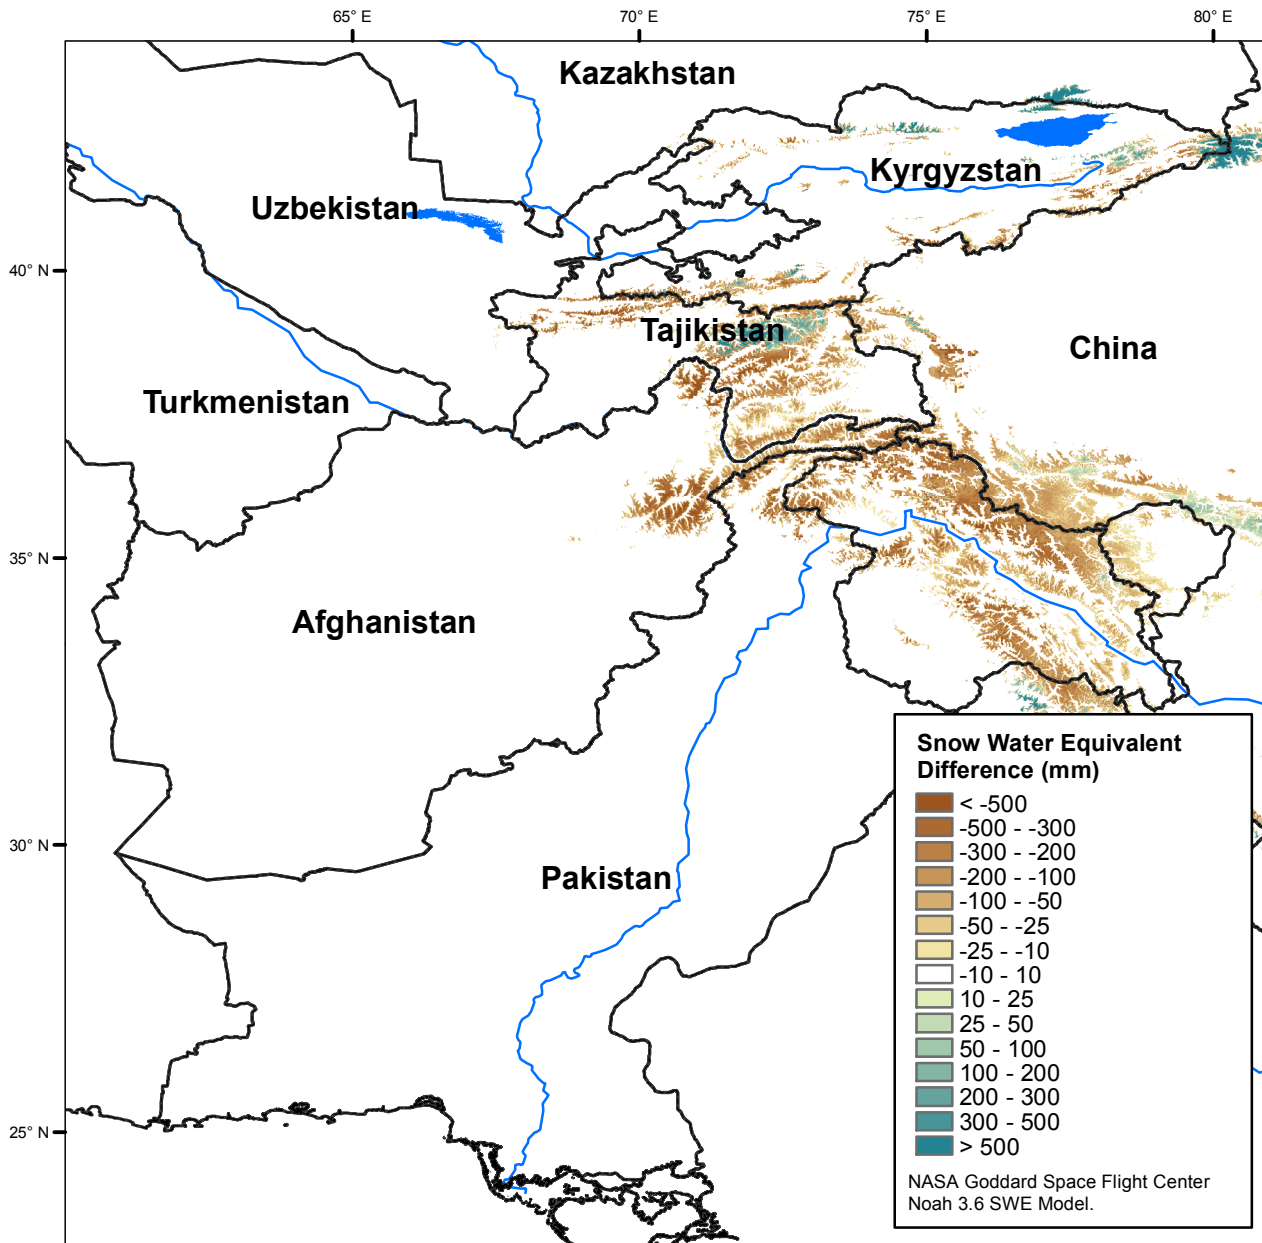 65° E
70° E
75° E
80° E
Kazakhstan
Kyrgyzstan
Uzbekistan
40° N
Tajikistan
China
Turkmenistan
35° N
Afghanistan
Snow Water Equivalent
Difference (mm)
< -500
-500 - -300
-300 - -200
-200 - -100
-100 - -50
-50 - -25
-25 - -10
-10 - 10
10 - 25
25 - 50
50 - 100
100 - 200
200 - 300
300 - 500
> 500
NASA Goddard Space Flight Center
Noah 3.6 SWE Model.
30° N
Pakistan
25° N